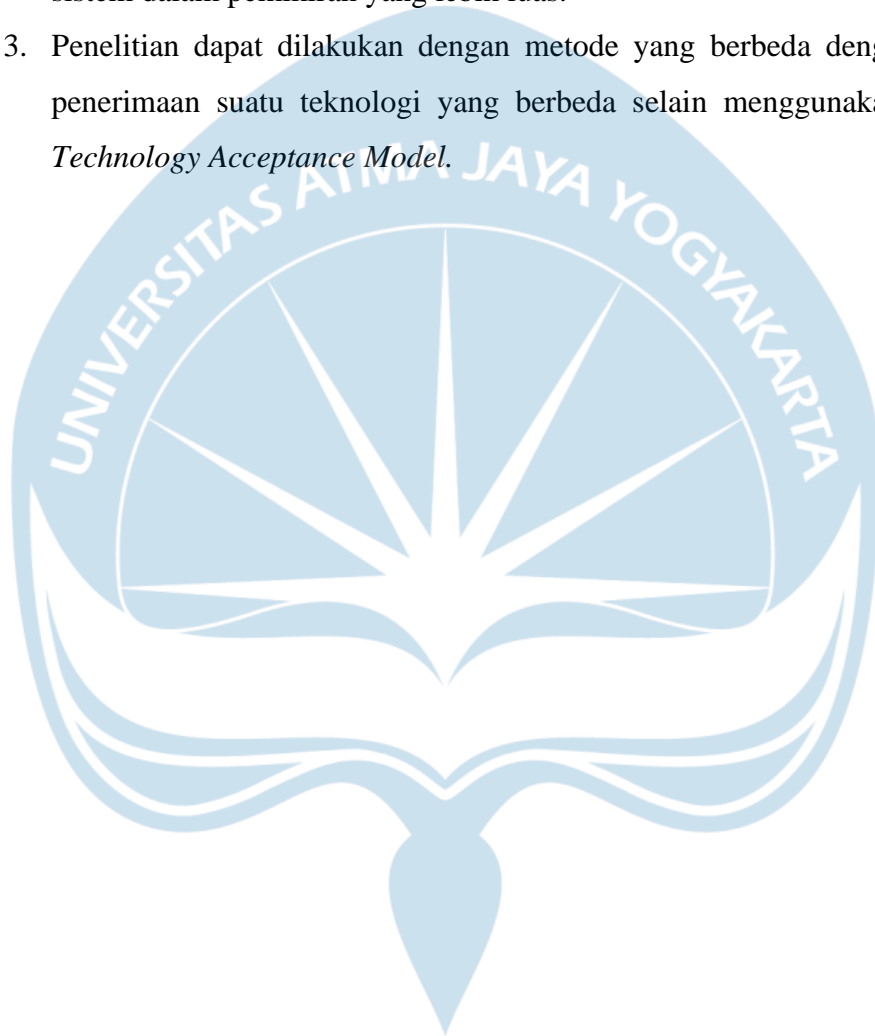 3. Penelitian dapat dilakukan dengan metode yang berbeda deng
penerimaan suatu teknologi yang berbeda selain menggunaka
Technology Acceptance Model.
UNIVERSITAS ATMA JAYA YOGYAKARTA